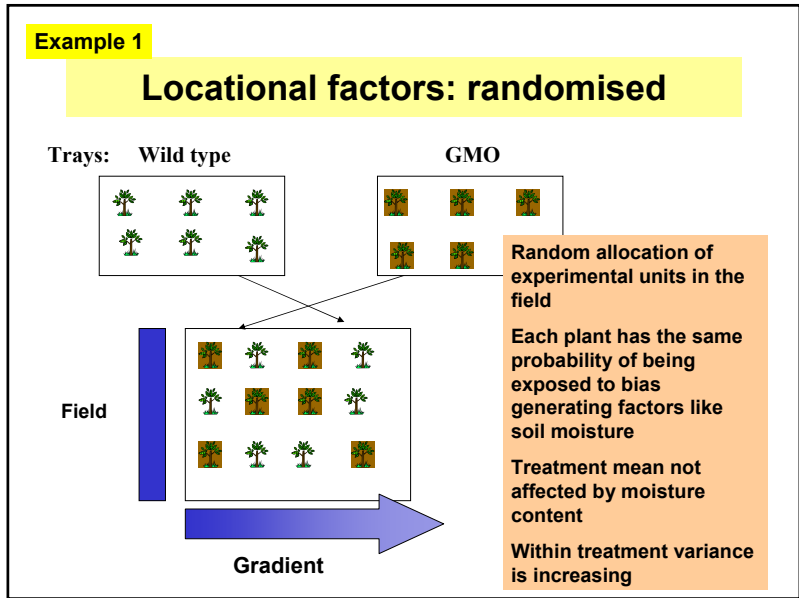 Example 1
Locational factors: randomised
Trays: Wild type GMO
Random allocation of
experimental units in the
field
Each plant has the same
probability of being
exposed to bias
generating factors like
soil moisture
Treatment mean not
affected by moisture
content
Within treatment variance
is increasing
Field
Gradient